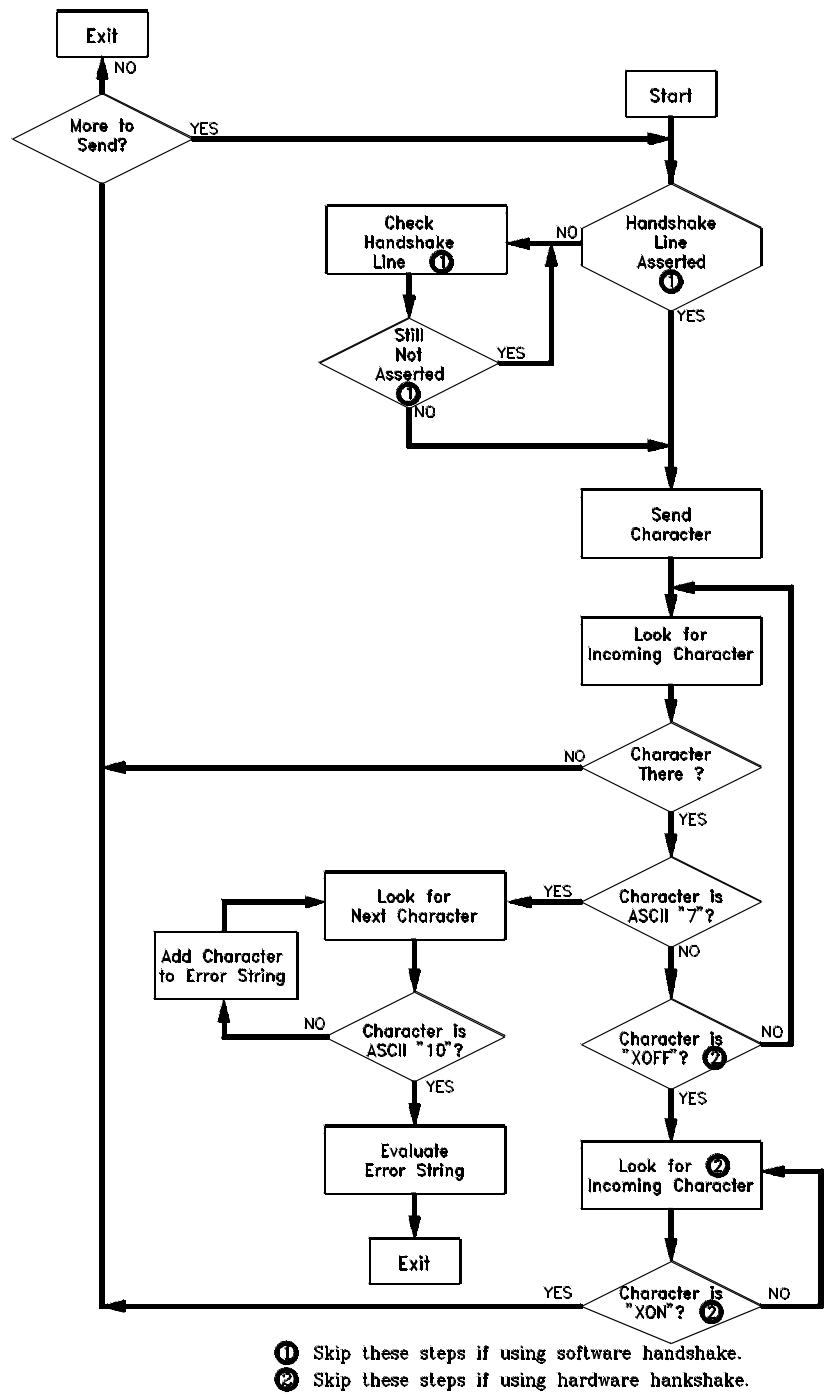 Exit
NO
More to
Send?
YES
Start
Handshake
Line
Asserted
1
NO
YES
Check
Handshake
Line 1
Still
Not
Asserted
1
YES
NO
Send
Character
Look for
Incoming Character
Character
There ?
NO
YES
Character is
ASCII "7"?
YES
NO
Look for
Next Character
Add Character
to Error String
Character is
ASCII "10"?
NO
YES
Evaluate
Error String
Exit
Character is
"XOFF"? 2
NO
YES
Look for 2
Incoming Character
Character is
"XON"? 2
YES
NO
1 Skip these steps if using software handshake.
2 Skip these steps if using hardware hankshake.